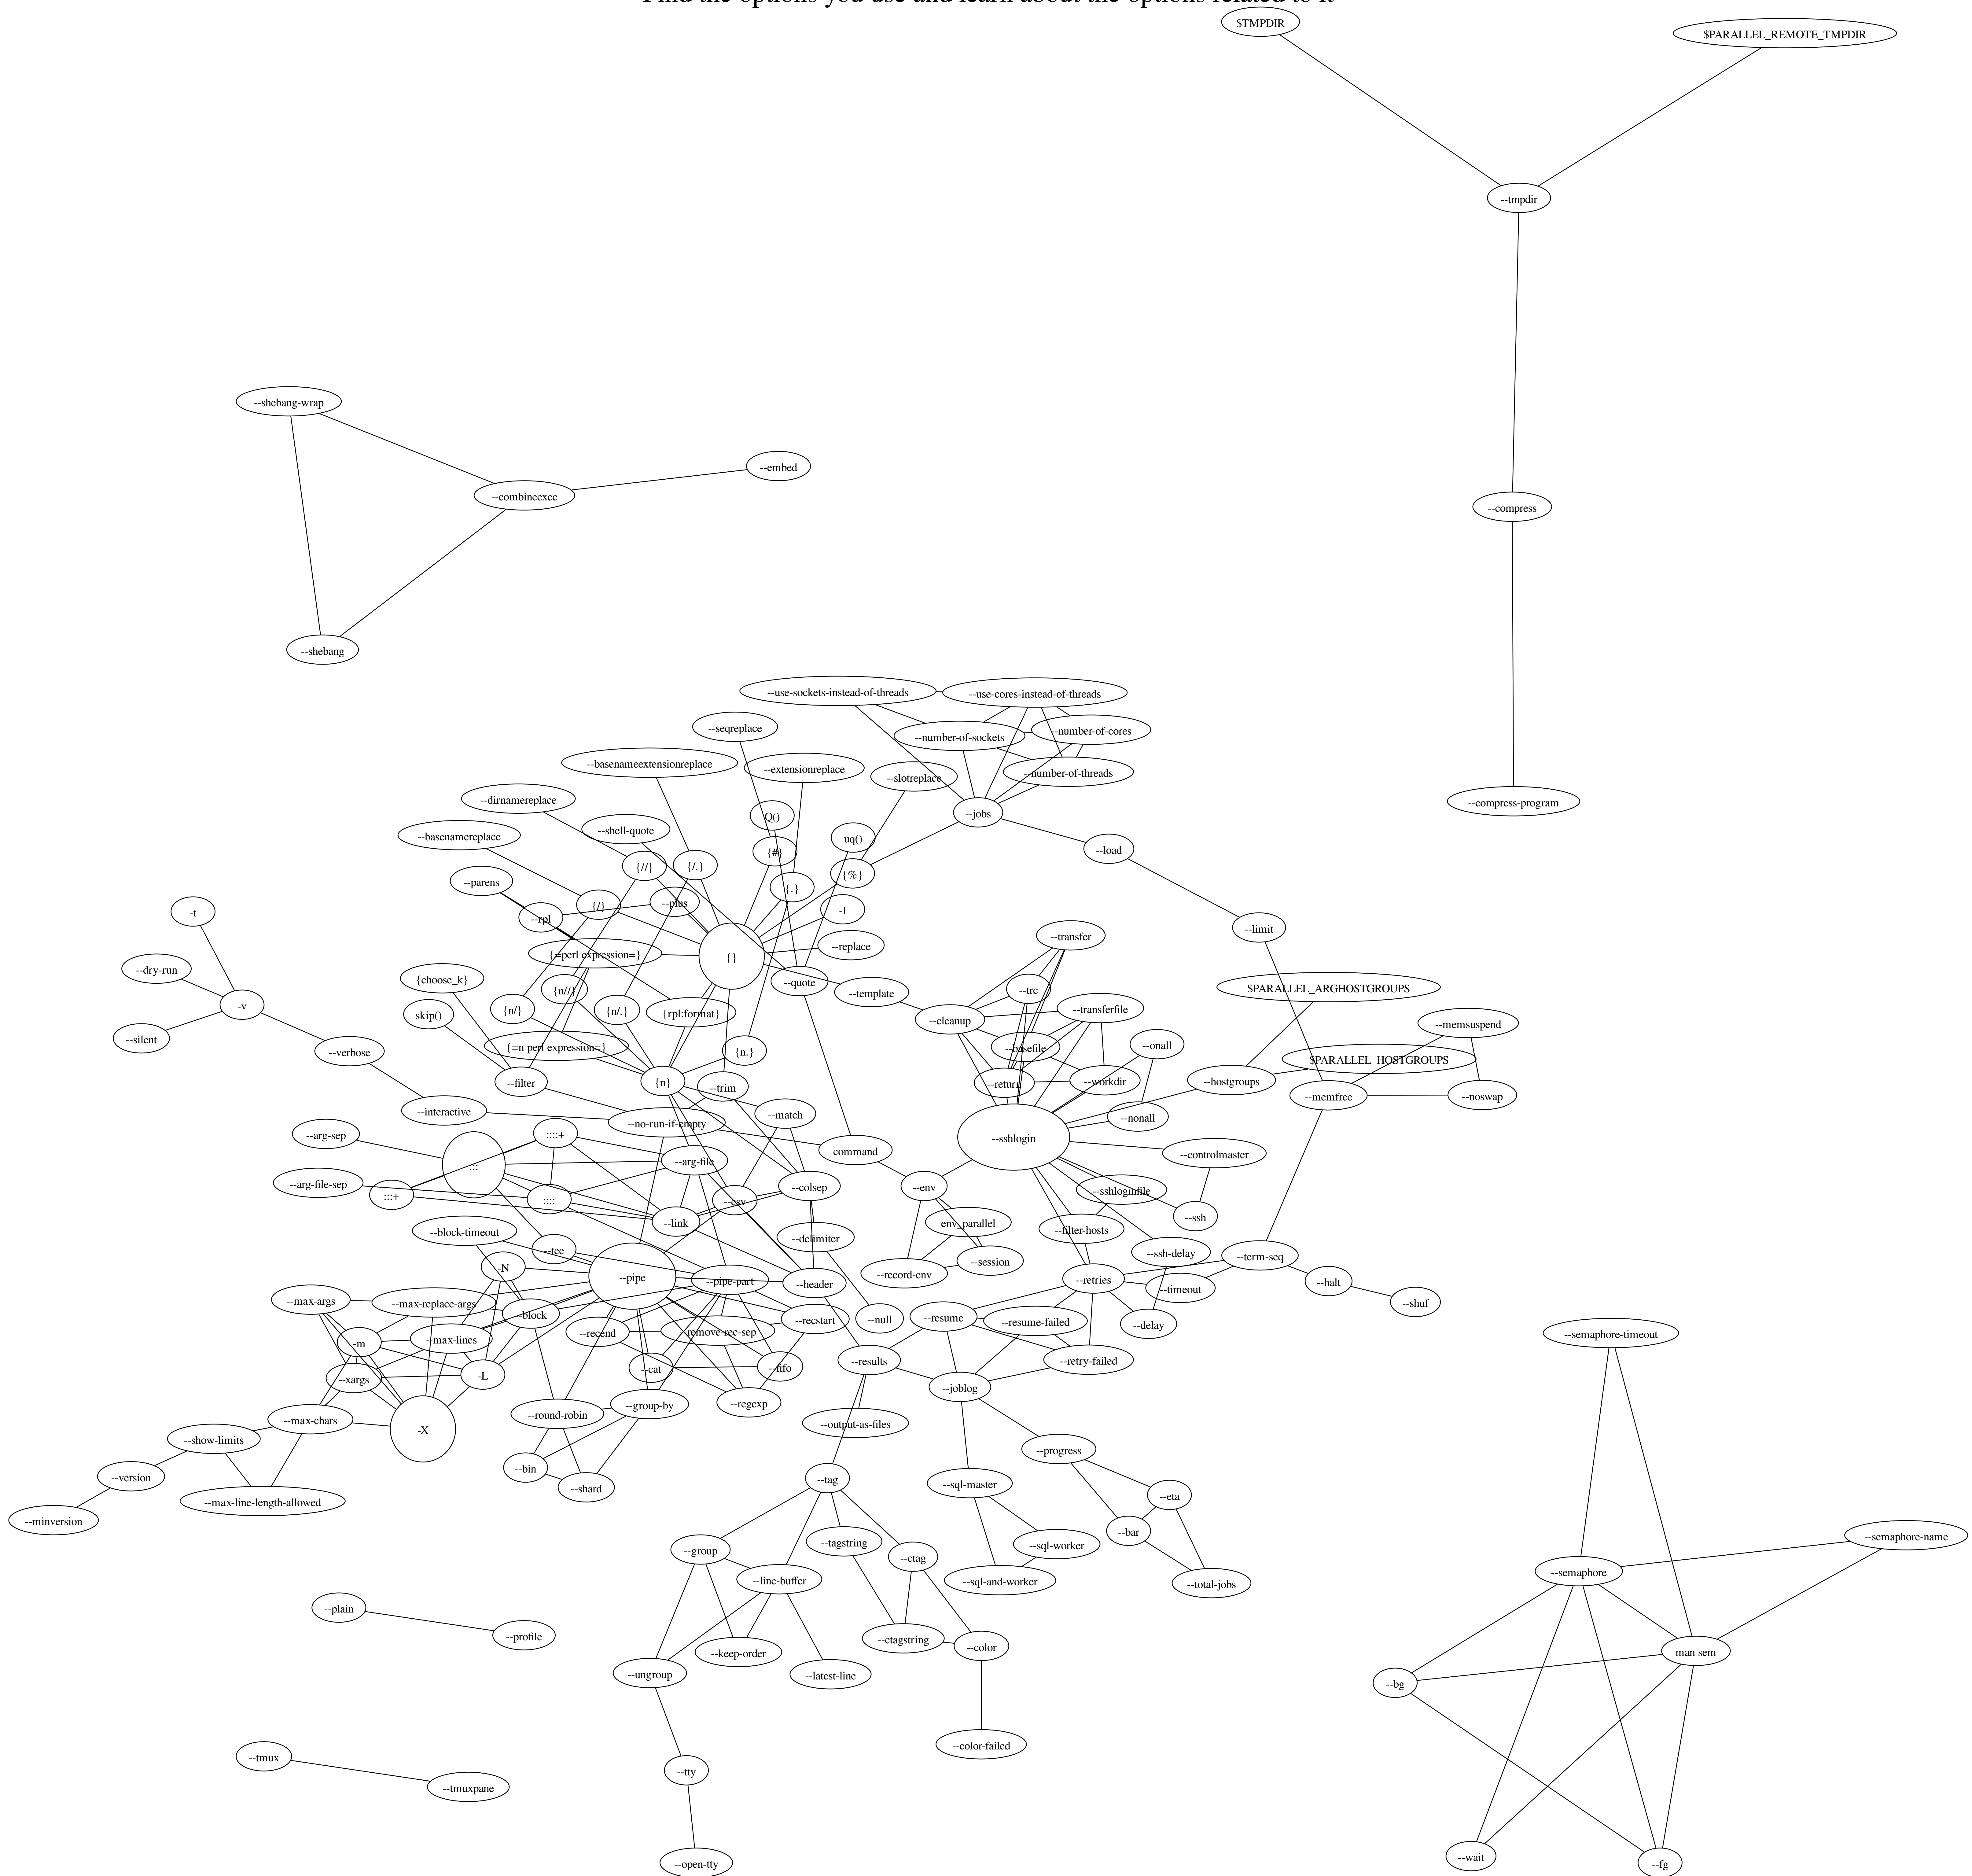 Find the options you use and learn about the options related to it
$TMPDIR
$PARALLEL_REMOTE_TMPDIR
--tmpdir
--shebang-wrap
--embed
--combineexec
--compress
--shebang
--use-sockets-instead-of-threads
--use-cores-instead-of-threads
--seqreplace
--number-of-cores
--number-of-sockets
--basenameextensionreplace
--extensionreplace
--number-of-threads
--slotreplace
--dirnamereplace
--compress-program
--jobs
Q()
--shell-quote
--basenamereplace
uq()
--load
{#}
{//}
{/.}
{%}
--parens
{.}
--plus
{/}
-I
-t
--rpl
--limit
--transfer
--replace
{=perl expression=}
{}
--dry-run
{choose_k}
--quote
{n//}
--trc
$PARALLEL_ARGHOSTGROUPS
--template
-v
{n/}
{n/.}
--transferfile
skip()
{rpl:format}
--cleanup
--memsuspend
--silent
--onall
{=n perl expression=}
--basefile
--verbose
{n.}
$PARALLEL_HOSTGROUPS
--filter
{n}
--return
--workdir
--hostgroups
--trim
--memfree
--noswap
--interactive
--match
--nonall
--no-run-if-empty
--arg-sep
::::+
--sshlogin
command
--controlmaster
:::
--arg-file
--arg-file-sep
--colsep
--env
--sshloginfile
:::+
::::
--csv
--ssh
--link
env_parallel
--block-timeout
--filter-hosts
--delimiter
--tee
--ssh-delay
--term-seq
--session
-N
--record-env
--pipe
--pipe-part
--header
--retries
--halt
--timeout
--max-args
--max-replace-args
--shuf
--block
--null
--recstart
--resume
--resume-failed
--delay
--recend
--remove-rec-sep
--semaphore-timeout
--max-lines
-m
--results
--retry-failed
--cat
--fifo
-L
--xargs
--joblog
--regexp
--group-by
--round-robin
--max-chars
--output-as-files
-X
--show-limits
--progress
--bin
--version
--tag
--sql-master
--shard
--eta
--max-line-length-allowed
--minversion
--bar
--semaphore-name
--tagstring
--sql-worker
--group
--ctag
--semaphore
--line-buffer
--sql-and-worker
--total-jobs
--plain
--profile
--ctagstring
--color
--keep-order
man sem
--ungroup
--latest-line
--bg
--color-failed
--tmux
--tty
--tmuxpane
--wait
--open-tty
--fg